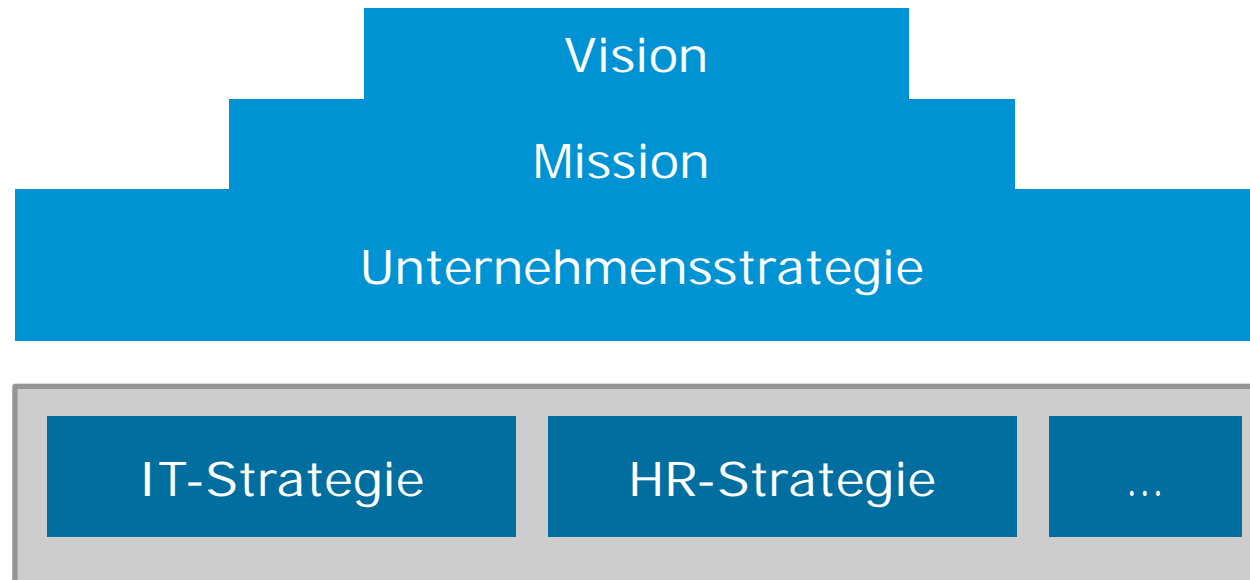 Vision
Mission
Unternehmensstrategie
IT-Strategie
HR-Strategie
...